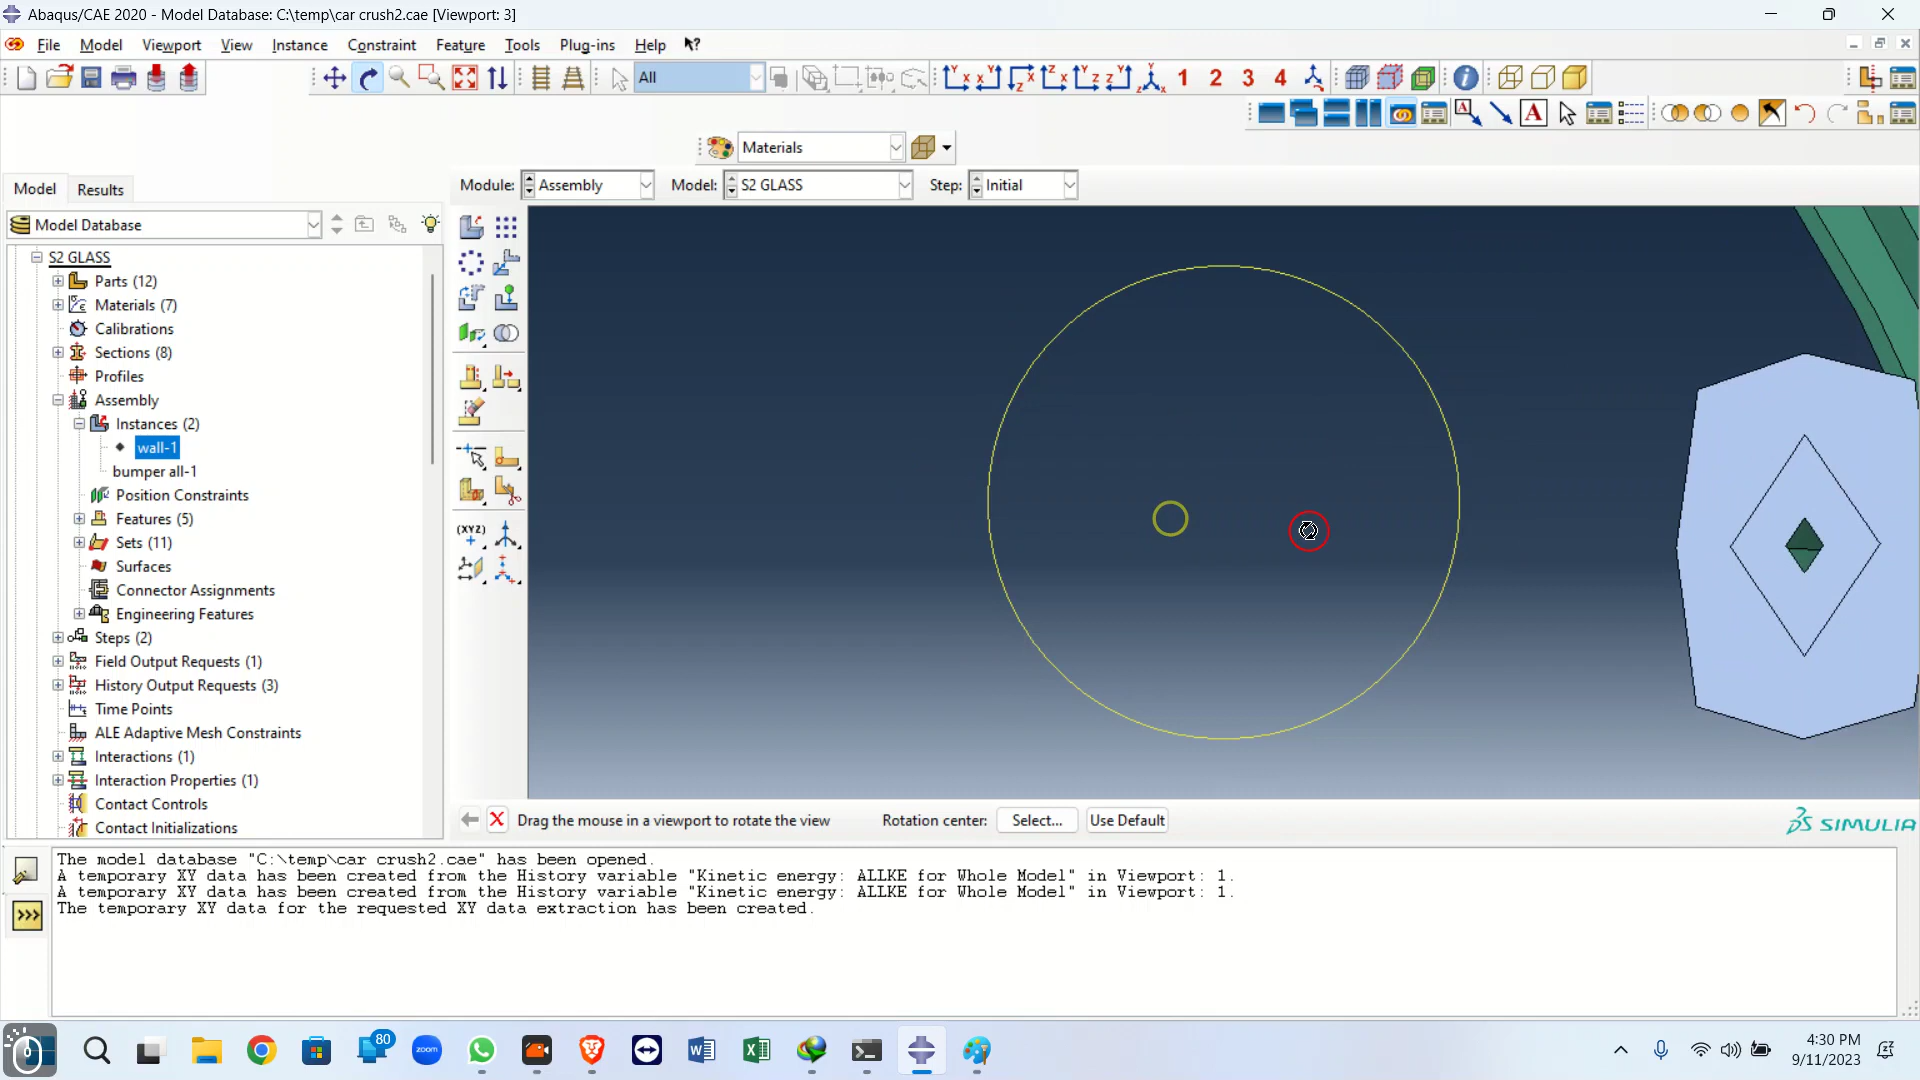 Abaqus/CAE 2020 - Model Database: C:\temp\car crush2.cae [Viewport: 3]
File Model Viewport View Instance Constraint Feature Tools Plug-ins Help
All
1 2 3 4
Materials
Module: Assembly Model: S2 GLASS Step: Initial
Model Results
Model Database
S2 GLASS
Parts (12)
Materials (7)
Calibrations
Sections (8)
Profiles
Assembly
Instances (2)
wall-1
bumper all-1
Position Constraints
Features (5)
Sets (11)
Surfaces
Connector Assignments
Engineering Features
Steps (2)
Field Output Requests (1)
History Output Requests (3)
Time Points
ALE Adaptive Mesh Constraints
Interactions (1)
Interaction Properties (1)
Contact Controls
Contact Initializations
(XYZ)
Drag the mouse in a viewport to rotate the view Rotation center: Select... Use Default
SIMULIA
The model database "C:\temp\car crush2.cae" has been opened.
A temporary XY data has been created from the History variable "Kinetic energy: ALLKE for Whole Model" in Viewport: 1.
A temporary XY data has been created from the History variable "Kinetic energy: ALLKE for Whole Model" in Viewport: 1.
The temporary XY data for the requested XY data extraction has been created.
80
zoom
4:30 PM
9/11/2023